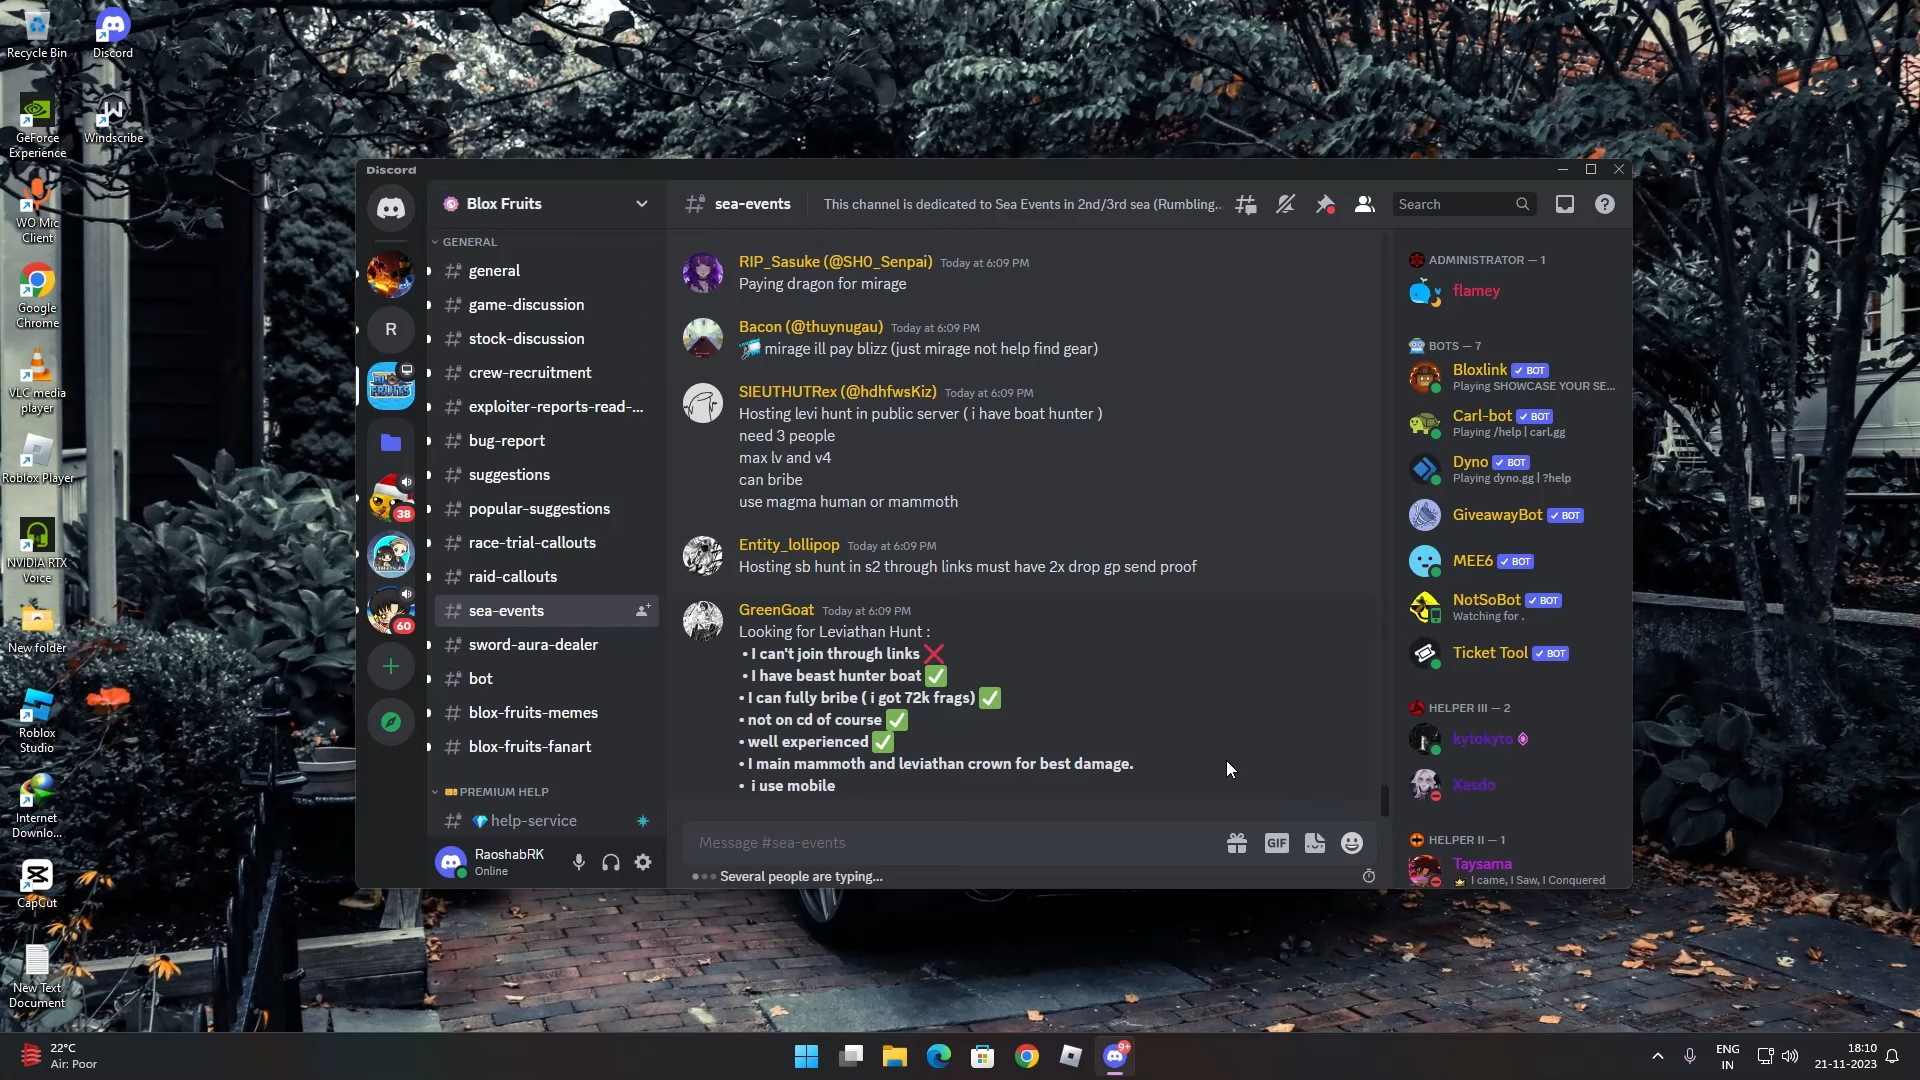 Recycle Bin
Discord
GeForce
Experience
Windscribe
WO Mic
Client
Google
Chrome
VLC media
player
Roblox Player
NVIDIA RTX
Voice
New folder
Roblox
Studio
Internet
Downlo...
CapCut
New Text
Document
Discord
Blox Fruits
sea-events
This channel is dedicated to Sea Events in 2nd/3rd sea (Rumbling...
Search
R
38
60
GENERAL
general
game-discussion
stock-discussion
crew-recruitment
exploiter-reports-read-...
bug-report
suggestions
popular-suggestions
race-trial-callouts
raid-callouts
sea-events
sword-aura-dealer
bot
blox-fruits-memes
blox-fruits-fanart
🎫 PREMIUM HELP
💎help-service
RaoshabRK
Online
RIP_Sasuke (@SH0_Senpai) Today at 6:09 PM
Paying dragon for mirage
Bacon (@thuynugau) Today at 6:09 PM
mirage ill pay blizz (just mirage not help find gear)
SIEUTHUTRex (@hdhfwsKiz) Today at 6:09 PM
Hosting levi hunt in public server ( i have boat hunter )
need 3 people
max lv and v4
can bribe
use magma human or mammoth
Entity_lollipop Today at 6:09 PM
Hosting sb hunt in s2 through links must have 2x drop gp send proof
GreenGoat Today at 6:09 PM
Looking for Leviathan Hunt :
• I can't join through links ❌
• I have beast hunter boat ✅
• I can fully bribe ( i got 72k frags) ✅
• not on cd of course ✅
• well experienced ✅
• I main mammoth and leviathan crown for best damage.
• i use mobile
Message #sea-events
GIF
Several people are typing...
ADMINISTRATOR — 1
flamey
BOTS — 7
Bloxlink ✓ BOT
Playing SHOWCASE YOUR SE...
Carl-bot ✓ BOT
Playing /help | carl.gg
Dyno ✓ BOT
Playing dyno.gg | ?help
GiveawayBot ✓ BOT
MEE6 ✓ BOT
NotSoBot ✓ BOT
Watching for .
Ticket Tool ✓ BOT
HELPER III — 2
kytokyto
Xasdo
HELPER II — 1
Taysama
I came, I Saw, I Conquered
22°C
Air: Poor
9+
ENG
IN
18:10
21-11-2023